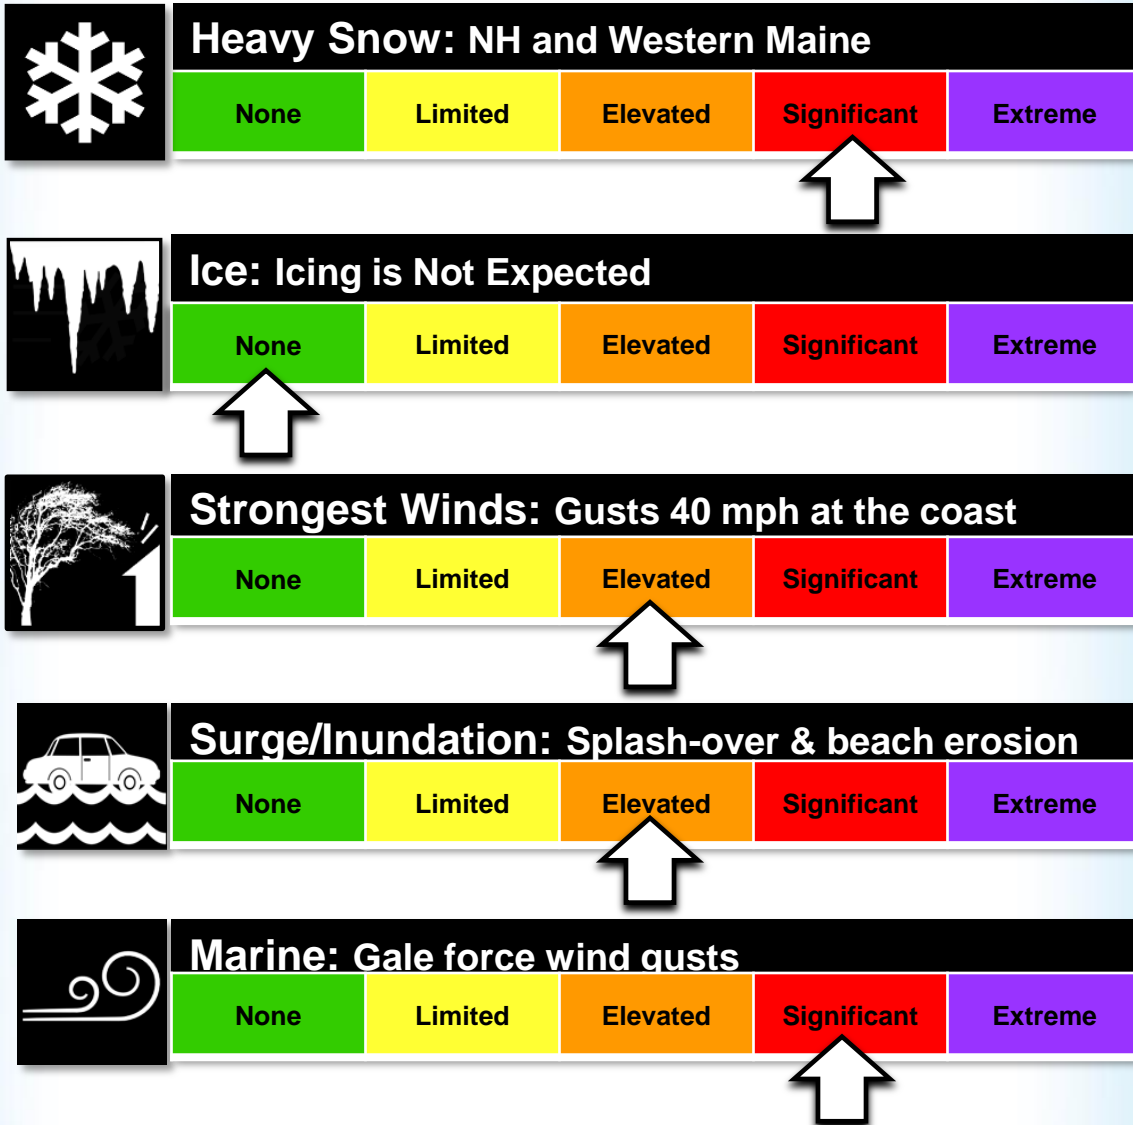 Heavy Snow: NH and Western Maine
None Limited Elevated Significant Extreme
Ice: Icing is Not Expected
None Limited Elevated Significant Extreme
Strongest Winds: Gusts 40 mph at the coast
None Limited Elevated Significant Extreme
Surge/Inundation: Splash-over & beach erosion
None Limited Elevated Significant Extreme
Marine: Gale force wind gusts
None Limited Elevated Significant Extreme